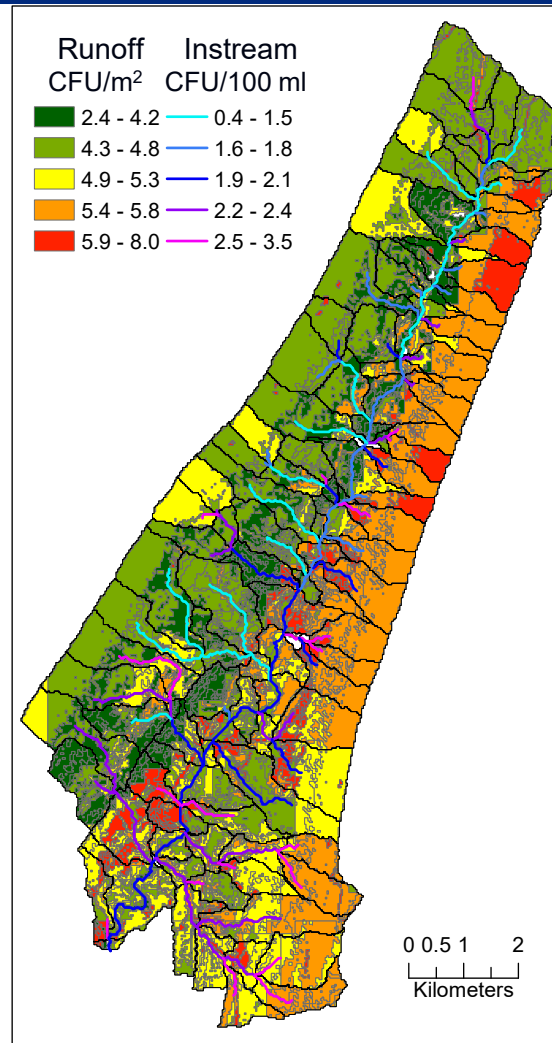 Runoff Instream
CFU/m² CFU/100 ml
2.4 - 4.2 0.4 - 1.5
4.3 - 4.8 1.6 - 1.8
4.9 - 5.3 1.9 - 2.1
5.4 - 5.8 2.2 - 2.4
5.9 - 8.0 2.5 - 3.5
0 0.5 1 2
Kilometers